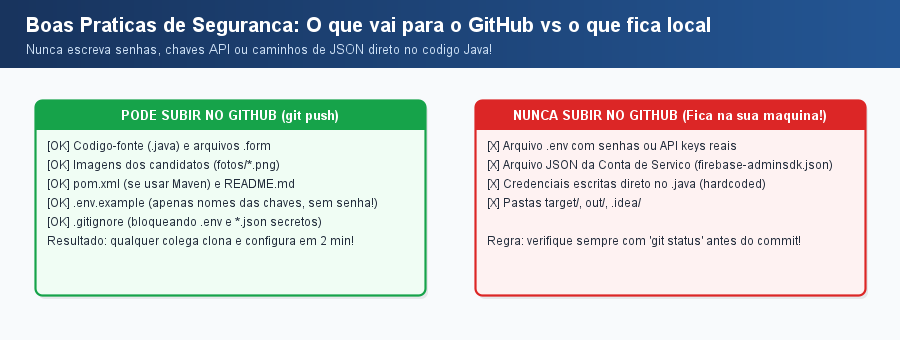 Boas Praticas de Seguranca: O que vai para o GitHub vs o que fica local
Nunca escreva senhas, chaves API ou caminhos de JSON direto no codigo Java!
PODE SUBIR NO GITHUB (git push)
[OK] Codigo-fonte (.java) e arquivos .form
[OK] Imagens dos candidatos (fotos/*.png)
[OK] pom.xml (se usar Maven) e README.md
[OK] .env.example (apenas nomes das chaves, sem senha!)
[OK] .gitignore (bloqueando .env e *.json secretos)
Resultado: qualquer colega clona e configura em 2 min!
NUNCA SUBIR NO GITHUB (Fica na sua maquina!)
[X] Arquivo .env com senhas ou API keys reais
[X] Arquivo JSON da Conta de Servico (firebase-adminsdk.json)
[X] Credenciais escritas direto no .java (hardcoded)
[X] Pastas target/, out/, .idea/
Regra: verifique sempre com 'git status' antes do commit!